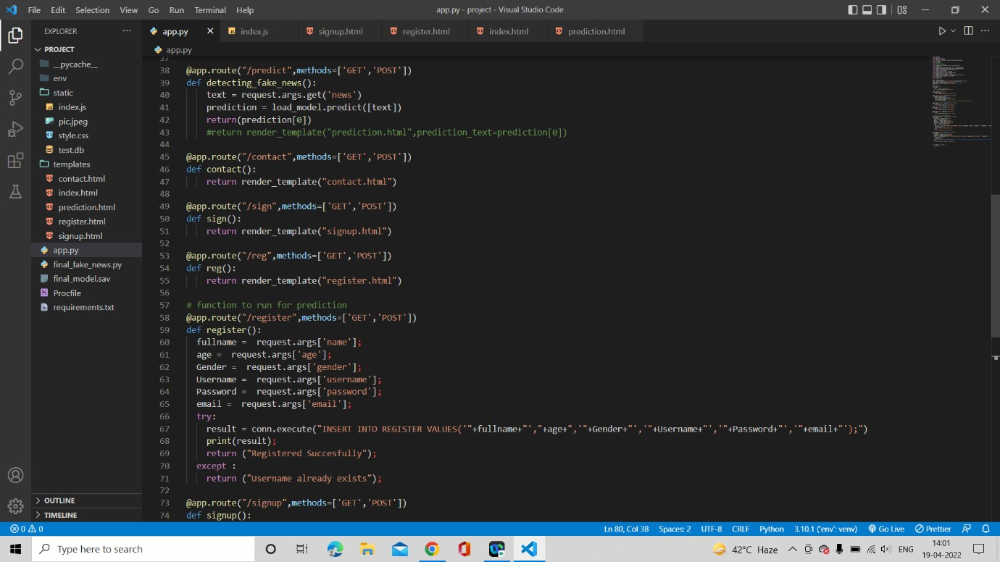 File Edit Selection View Go Run Terminal Help app.py - project - Visual Studio Code
EXPLORER
PROJECT
__pycache__
env
static
index.js
pic.jpeg
style.css
test.db
templates
contact.html
index.html
prediction.html
register.html
signup.html
app.py
final_fake_news.py
final_model.sav
Procfile
requirements.txt
OUTLINE
TIMELINE
app.py index.js signup.html register.html index.html prediction.html
app.py
37
38 @app.route("/predict",methods=['GET','POST'])
39 def detecting_fake_news():
40     text = request.args.get('news')
41     prediction = load_model.predict([text])
42     return(prediction[0])
43     #return render_template("prediction.html",prediction_text=prediction[0])
44
45 @app.route("/contact",methods=['GET','POST'])
46 def contact():
47     return render_template("contact.html")
48
49 @app.route("/sign",methods=['GET','POST'])
50 def sign():
51     return render_template("signup.html")
52
53 @app.route("/reg",methods=['GET','POST'])
54 def reg():
55     return render_template("register.html")
56
57 # function to run for prediction
58 @app.route("/register",methods=['GET','POST'])
59 def register():
60   fullname =  request.args['name'];
61   age =  request.args['age'];
62   Gender =  request.args['gender'];
63   Username =  request.args['username'];
64   Password =  request.args['password'];
65   email =  request.args['email'];
66   try:
67     result = conn.execute("INSERT INTO REGISTER VALUES('"+fullname+"',"+age+",'"+Gender+"','"+Username+"','"+Password+"','"+email+"');")
68     print(result);
69     return ("Registered Succesfully");
70   except :
71     return ("Username already exists");
72
73 @app.route("/signup",methods=['GET','POST'])
74 def signup():
0 0 Ln 80, Col 38 Spaces: 2 UTF-8 CRLF Python 3.10.1 ('env': venv) Go Live Prettier
Type here to search 42°C Haze ENG 14:01
19-04-2022